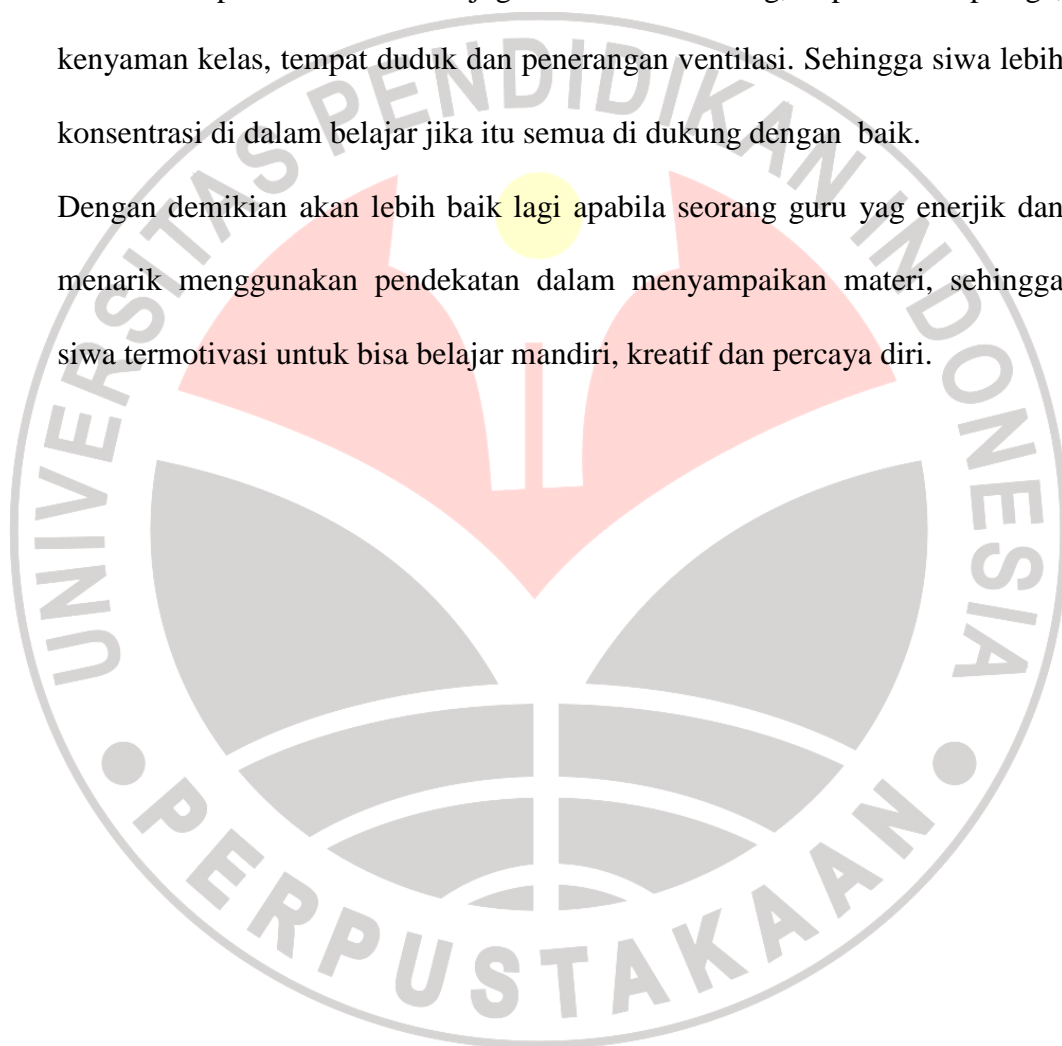 kenyaman kelas, tempat duduk dan penerangan ventilasi. Sehingga siwa lebih
konsentrasi di dalam belajar jika itu semua di dukung dengan baik.
Dengan demikian akan lebih baik lagi apabila seorang guru yag enerjik dan
menarik menggunakan pendekatan dalam menyampaikan materi, sehingga
siwa termotivasi untuk bisa belajar mandiri, kreatif dan percaya diri.
UNIVERSITAS PENDIDIKAN INDONESIA
PERPUSTAKAAN